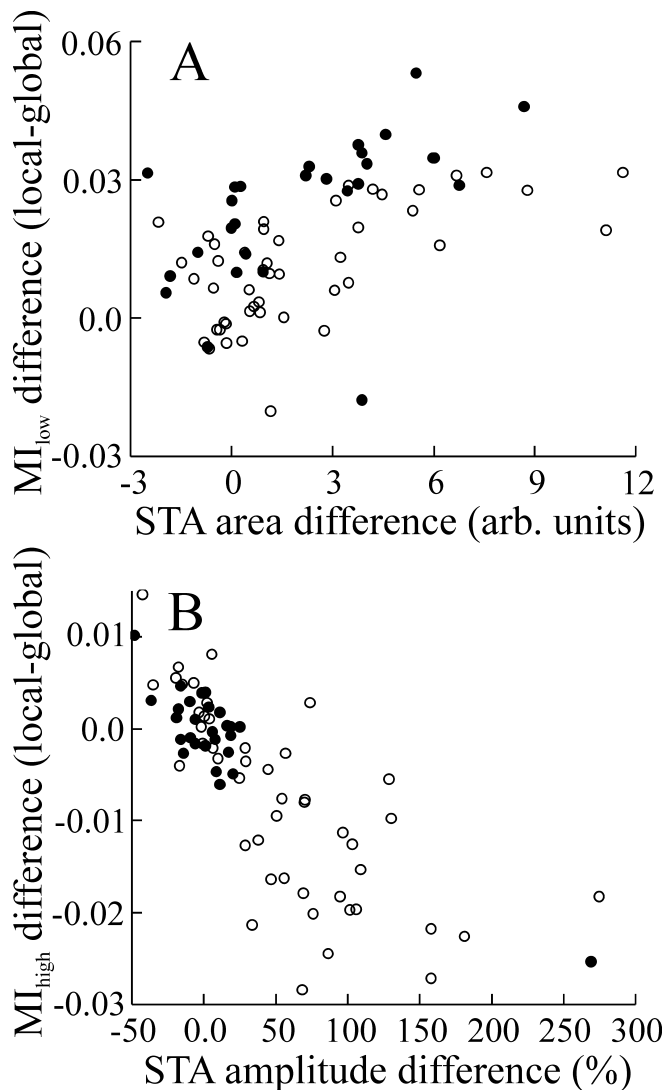 A
MIlow difference (local-global)
0.06
0.03
0.0
-0.03
-3 0 3 6 9 12
STA area difference (arb. units)
B
MIhigh difference (local-global)
0.01
0.0
-0.01
-0.02
-0.03
-50 0.0 50 100 150 200 250 300
STA amplitude difference (%)